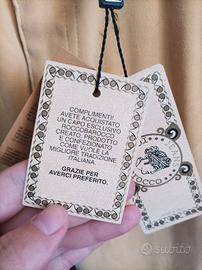 COMPLIMENTI!
AVETE ACQUISTATO
UN CAPO ESCLUSIVO
ROCCOBAROCCO
CREATO, PRODOTTO
E CONFEZIONATO
COME VUOLE LA
MIGLIORE TRADIZIONE
ITALIANA
GRAZIE PER
AVERCI PREFERITO.
subito